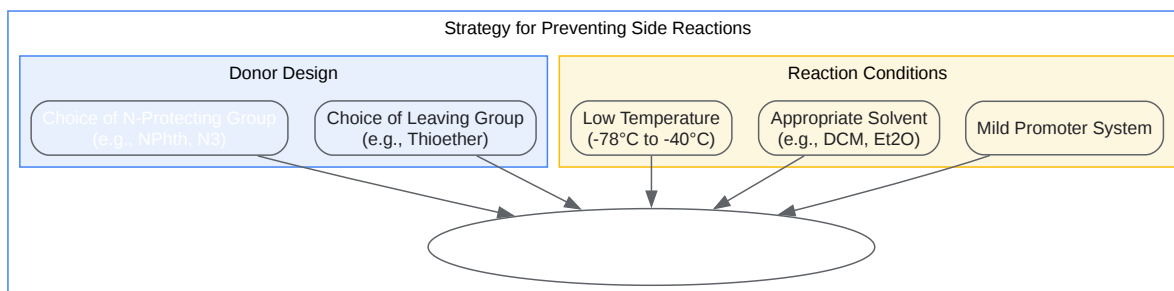 Strategy for Preventing Side Reactions
Donor Design
Choice of N-Protecting Group
(e.g., NPhth, N3)
Choice of Leaving Group
(e.g., Thioether)
Reaction Conditions
Low Temperature
(-78°C to -40°C)
Appropriate Solvent
(e.g., DCM, Et2O)
Mild Promoter System